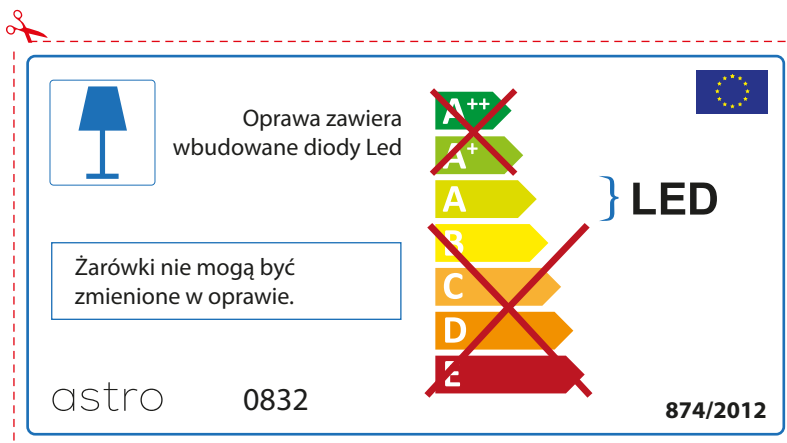 Oprawa zawiera
wbudowane diody Led
A++
A+
A
B
C
D
E
} LED
Żarówki nie mogą być
zmienione w oprawie.
astro
0832
874/2012